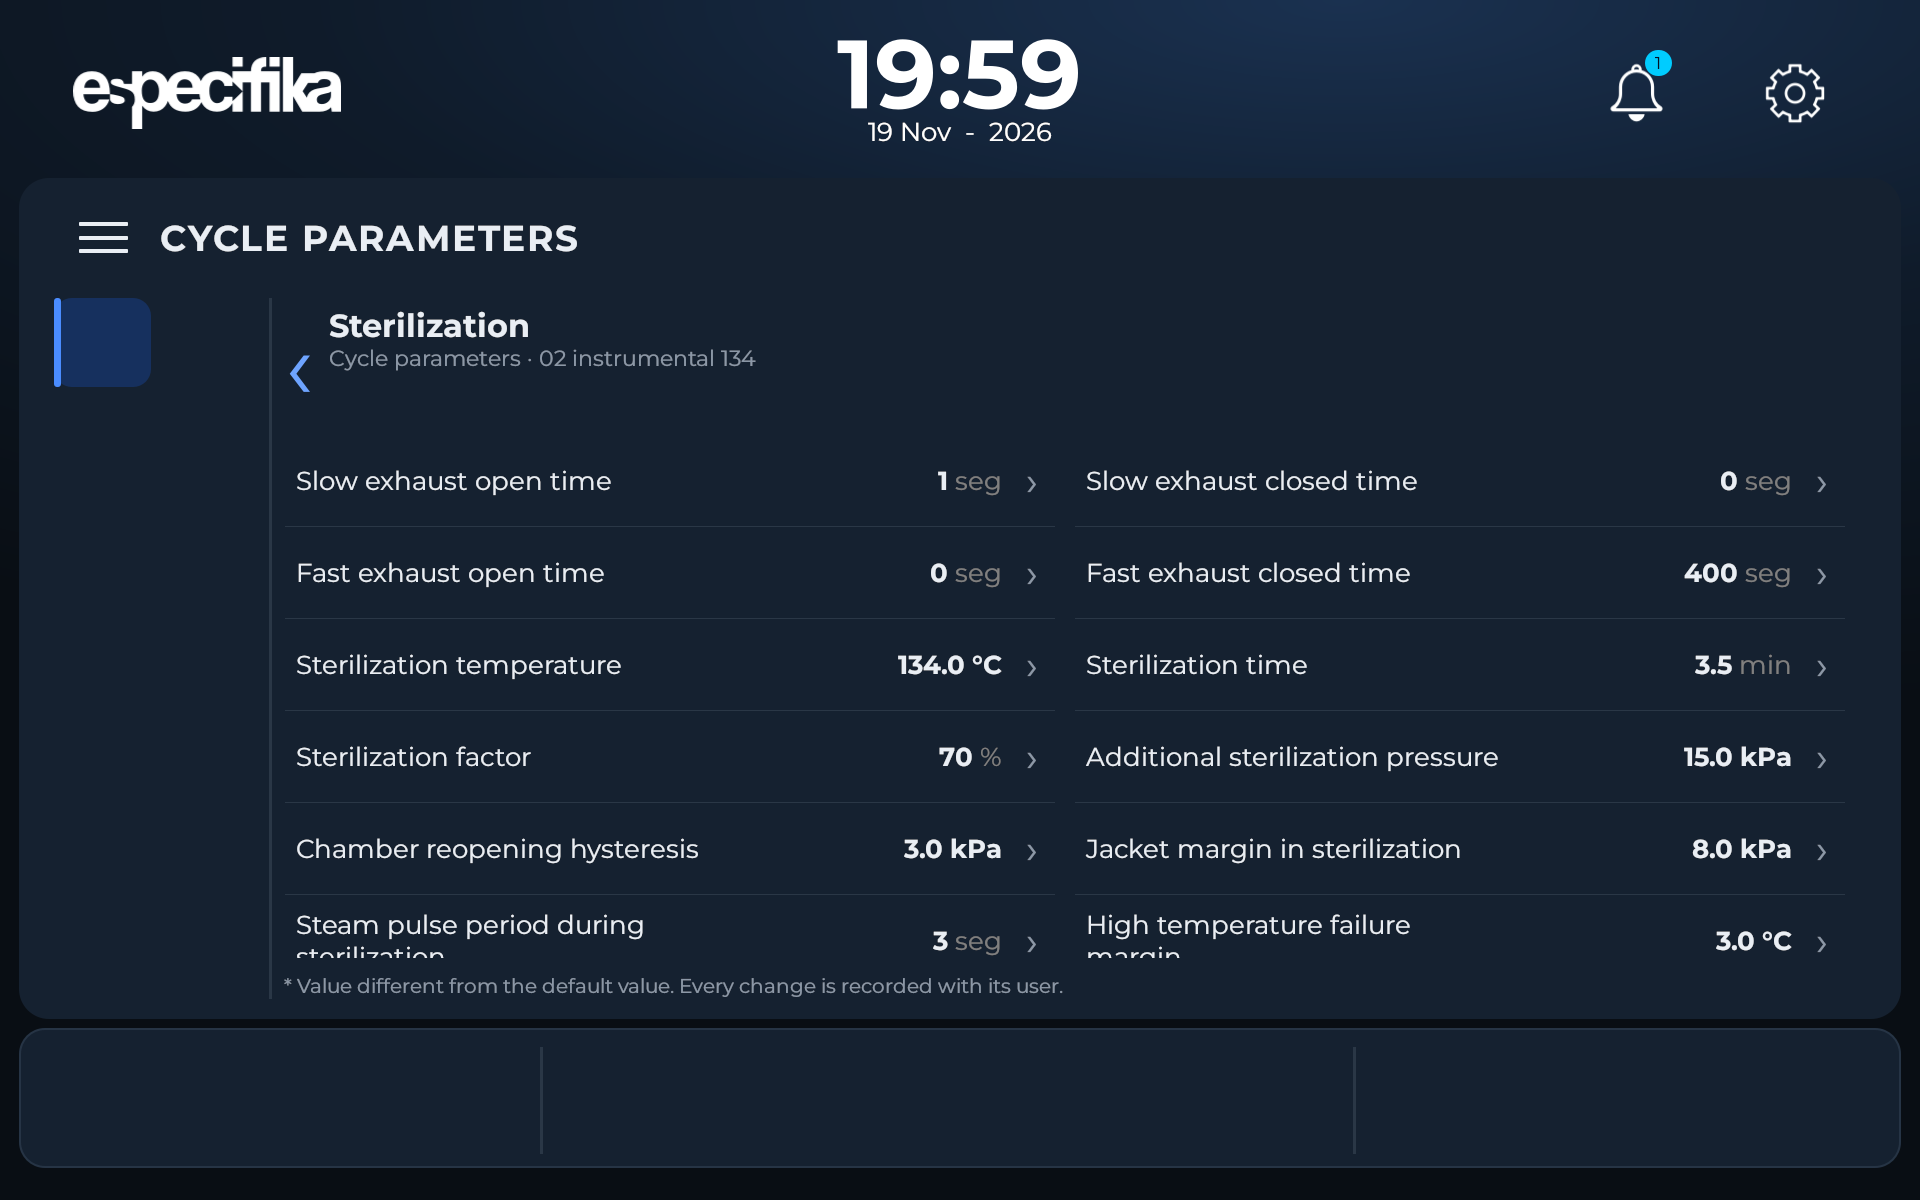 especifika
19:59
19 Nov - 2026
1
CYCLE PARAMETERS
Sterilization
Cycle parameters · 02 instrumental 134
Slow exhaust open time 1 seg ›
Slow exhaust closed time 0 seg ›
Fast exhaust open time 0 seg ›
Fast exhaust closed time 400 seg ›
Sterilization temperature 134.0 °C ›
Sterilization time 3.5 min ›
Sterilization factor 70 % ›
Additional sterilization pressure 15.0 kPa ›
Chamber reopening hysteresis 3.0 kPa ›
Jacket margin in sterilization 8.0 kPa ›
Steam pulse period during
sterilization
3 seg ›
High temperature failure
margin
3.0 °C ›
* Value different from the default value. Every change is recorded with its user.